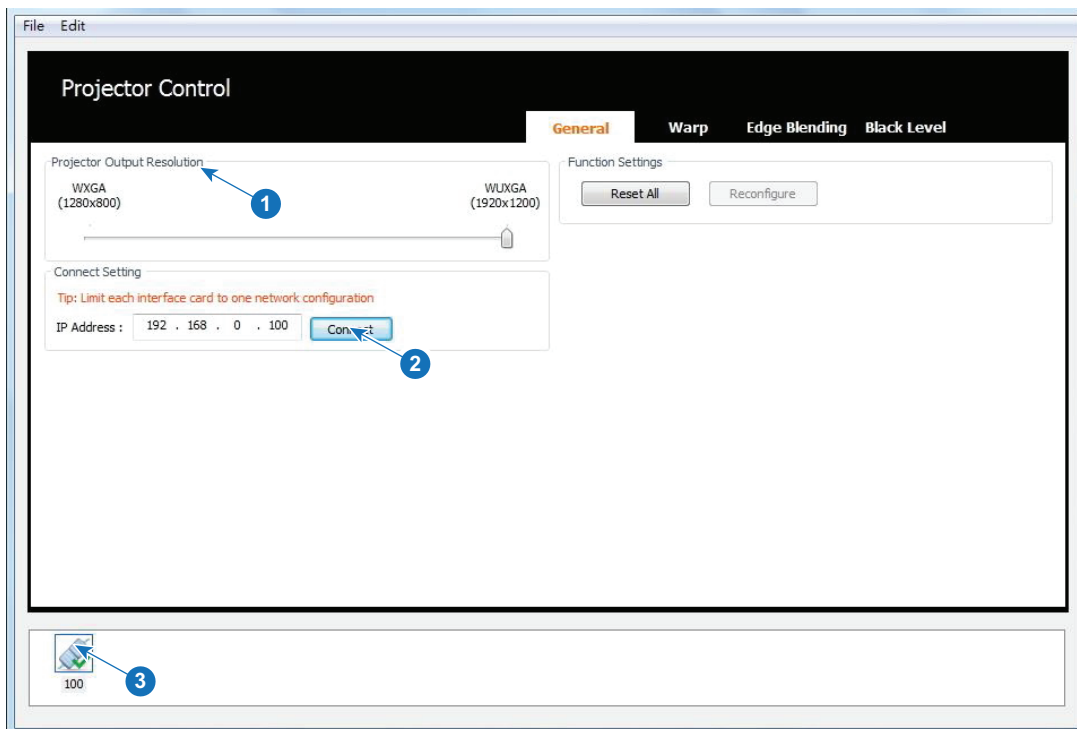 File Edit
Projector Control
General Warp Edge Blending Black Level
Projector Output Resolution
WXGA
(1280x800)
WUXGA
(1920x1200)
1
Function Settings
Reset All Reconfigure
Connect Setting
Tip: Limit each interface card to one network configuration
IP Address : 192 . 168 . 0 . 100 Connect
2
100
3